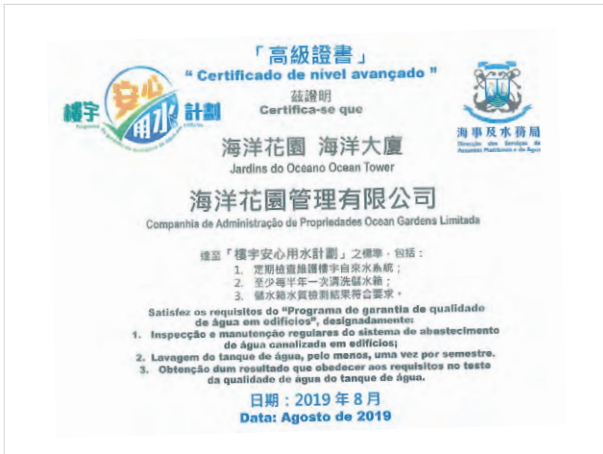 「高級證書」
“ Certificado de nível avançado ”
樓宇 安心用水 計劃
茲證明
Certifica-se que
海事及水務局
Direcção dos Serviços de
Assuntos Marítimos e de Água
海洋花園 海洋大廈
Jardins do Oceano Ocean Tower
海洋花園管理有限公司
Companhia de Administração de Propriedades Ocean Gardens Limitada
達至「樓宇安心用水計劃」之標準，包括：
1. 定期檢查維護樓宇自來水系統；
2. 至少每半年一次清洗儲水箱；
3. 儲水箱水質檢測結果符合要求。
Satisfez os requisitos do “Programa de garantia de qualidade
de água em edifícios”, designadamente:
1. Inspecção e manutenção regulares do sistema de abastecimento
de água canalizada em edifícios;
2. Lavagem do tanque de água, pelo menos, uma vez por semestre.
3. Obtenção dum resultado que obedecer aos requisitos no teste
da qualidade de água do tanque de água.
日期：2019 年 8 月
Data: Agosto de 2019